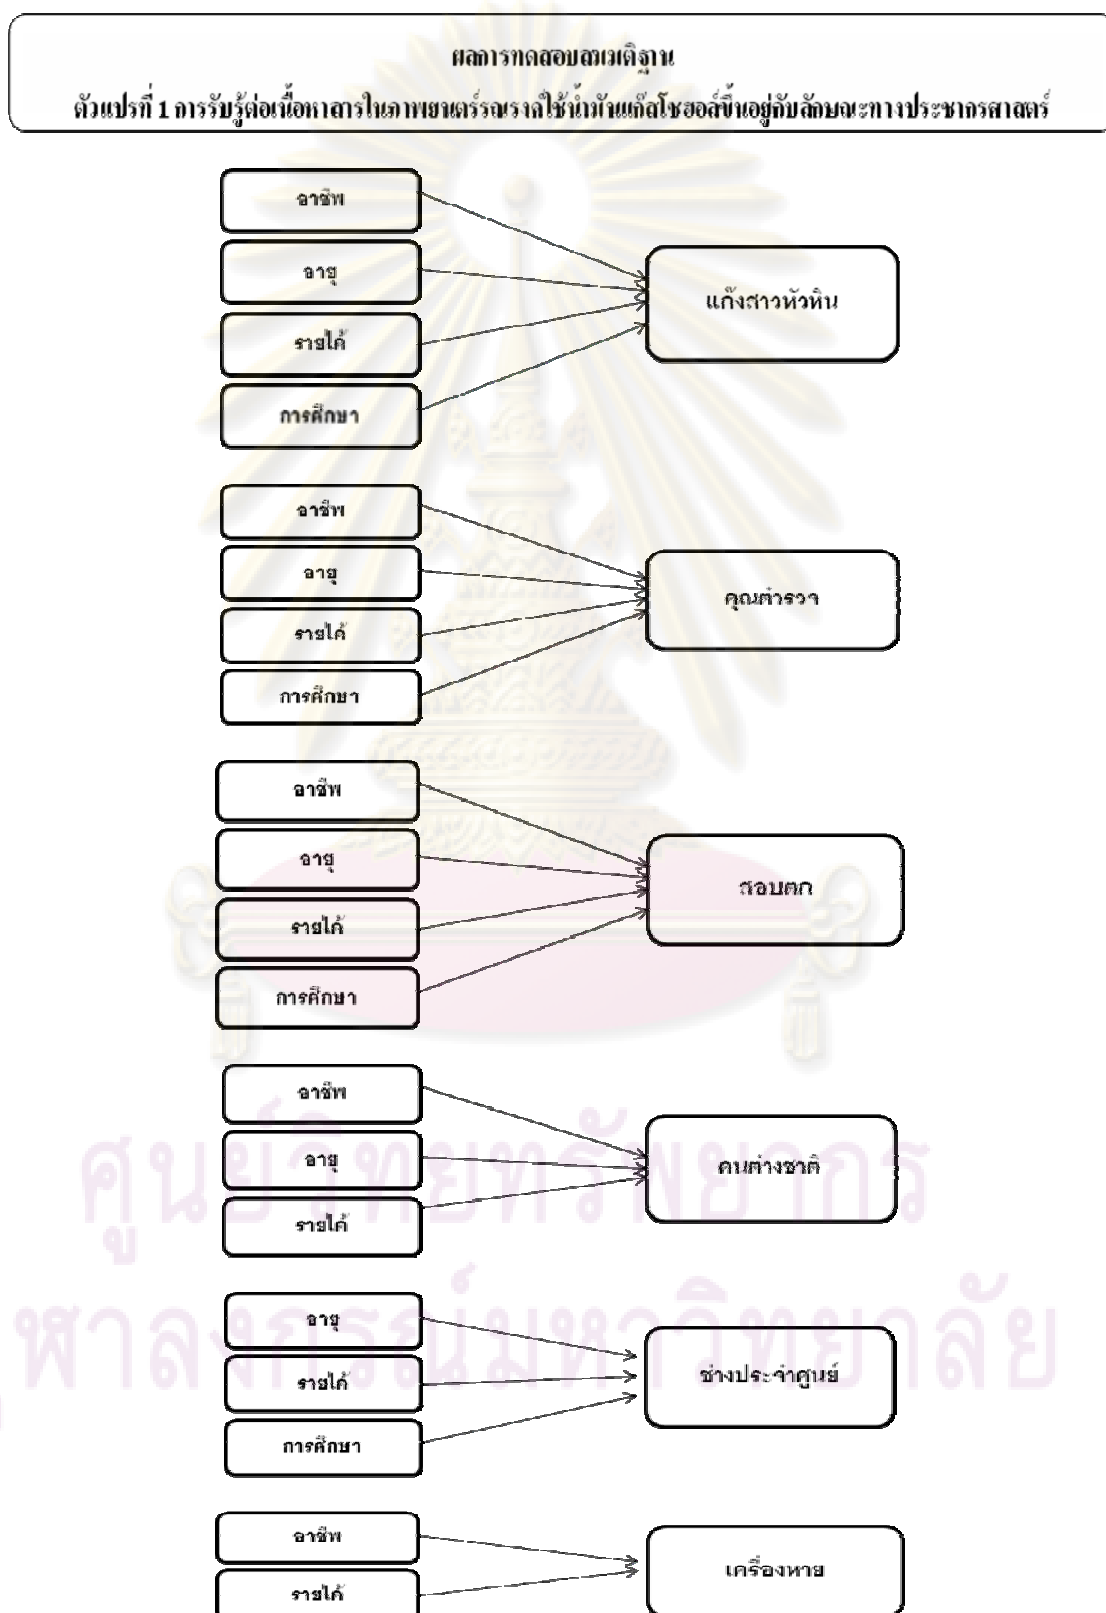 ผลการทดสอบสมมติฐาน
ตัวแปรที่ 1 การรับรู้ต่อเนื้อหาสารในภาพยนตร์รณรงค์ใช้น้ำมันแก๊สโซฮอล์ขึ้นอยู่กับลักษณะทางประชากรศาสตร์
อาชีพ
อายุ
รายได้
การศึกษา
แก๊งสาวหัวหิน
อาชีพ
อายุ
รายได้
การศึกษา
คุณตำรวจ
อาชีพ
อายุ
รายได้
การศึกษา
สอบตก
อาชีพ
อายุ
รายได้
คนต่างชาติ
อายุ
รายได้
การศึกษา
ช่างประจำศูนย์
อาชีพ
รายได้
เครื่องหาย
ศูนย์วิทยทรัพยากร
จุฬาลงกรณ์มหาวิทยาลัย